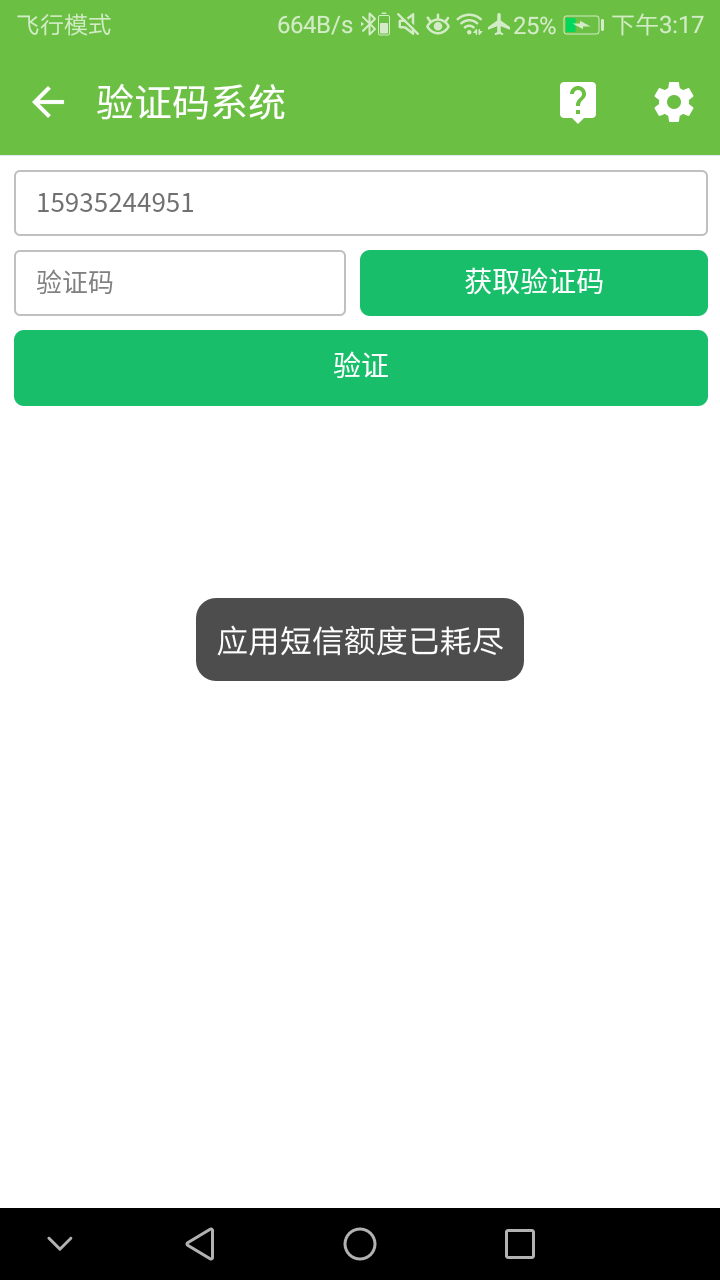 飞行模式 664B/s 25% 下午3:17
验证码系统
15935244951
验证码 获取验证码
验证
应用短信额度已耗尽